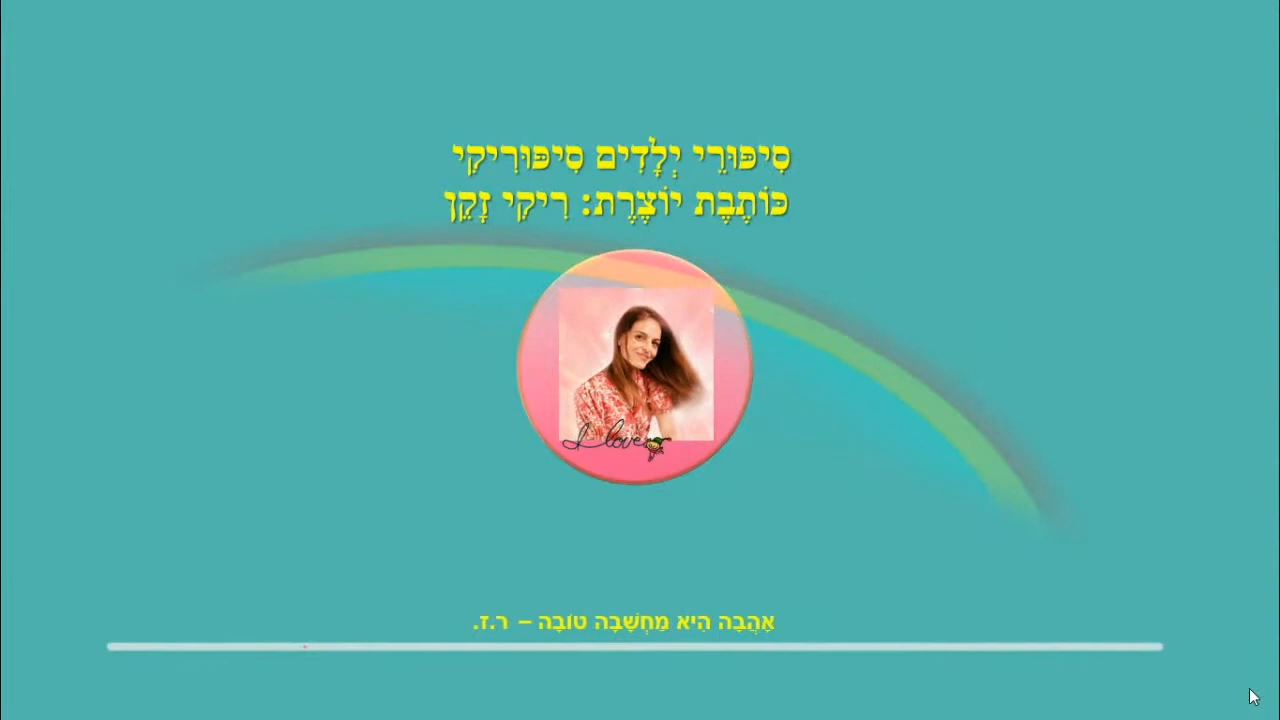 סִיפּוּרֵי יְלָדִים סִיפּוּרִיקִי
כּוֹתֶבֶת יוֹצֶרֶת: רִיקִי זָקֵן
I love
אַהֲבָה הִיא מַחְשָׁבָה טוֹבָה – ר.ז.